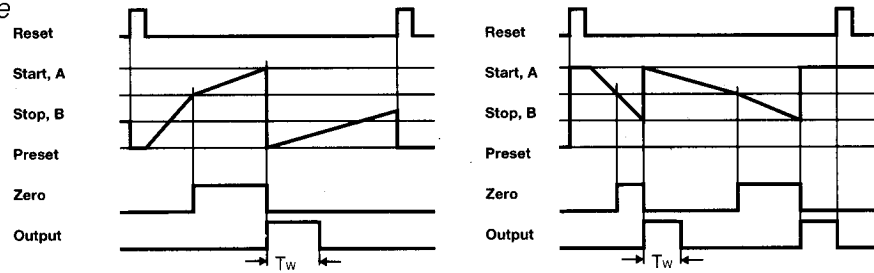 e
Reset
Start, A
Stop, B
Preset
Zero
Output
Tw
Reset
Start, A
Stop, B
Preset
Zero
Output
Tw